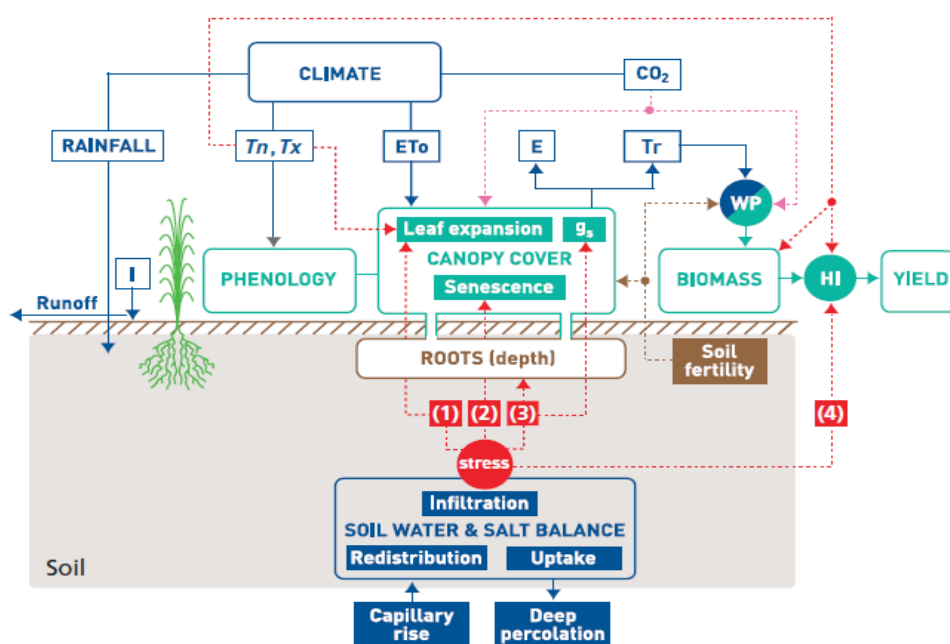 CLIMATE
CO₂
RAINFALL
Tn, Tx
ETo
E
Tr
WP
Leaf expansion
gₛ
CANOPY COVER
Senescence
PHENOLOGY
BIOMASS
HI
YIELD
I
Runoff
ROOTS (depth)
Soil
fertility
(1)
(2)
(3)
(4)
stress
Infiltration
SOIL WATER & SALT BALANCE
Redistribution
Uptake
Soil
Capillary
rise
Deep
percolation